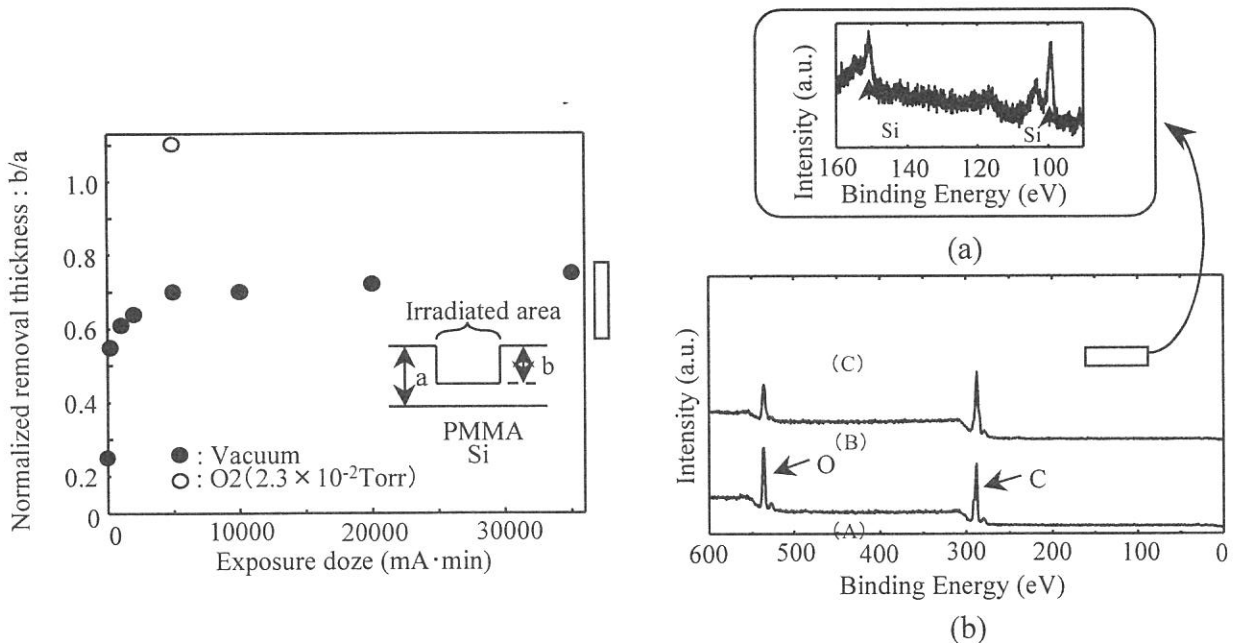 Normalized removal thickness : b/a
1.0
0.8
0.6
0.4
0.2
0
Irradiated area
a
b
PMMA
Si
● : Vacuum
○ : O2(2.3×10-2Torr)
0 10000 20000 30000
Exposure doze (mA·min)
Intensity (a.u.)
Si Si
160 140 120 100
Binding Energy (eV)
(a)
Intensity (a.u.)
(C)
(B)
O
C
(A)
600 500 400 300 200 100 0
Binding Energy (eV)
(b)